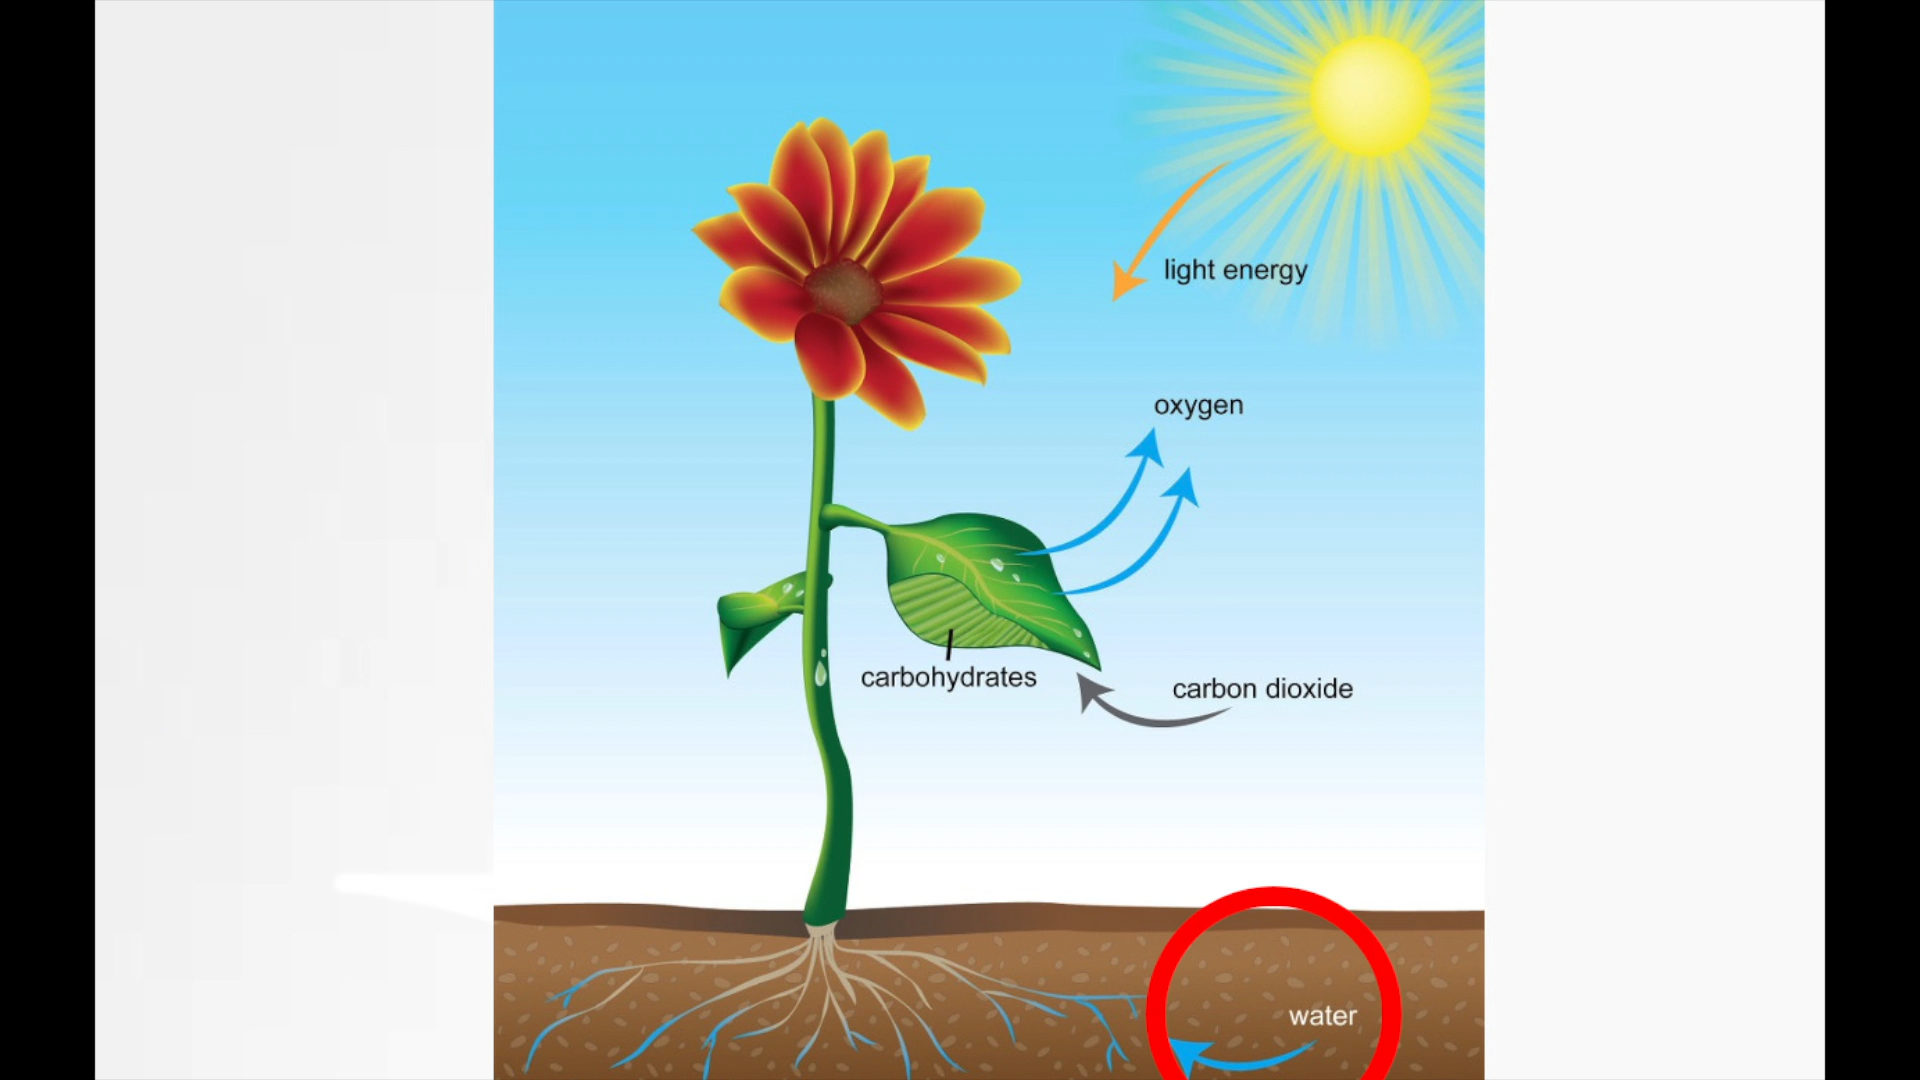 light energy
oxygen
carbohydrates
carbon dioxide
water